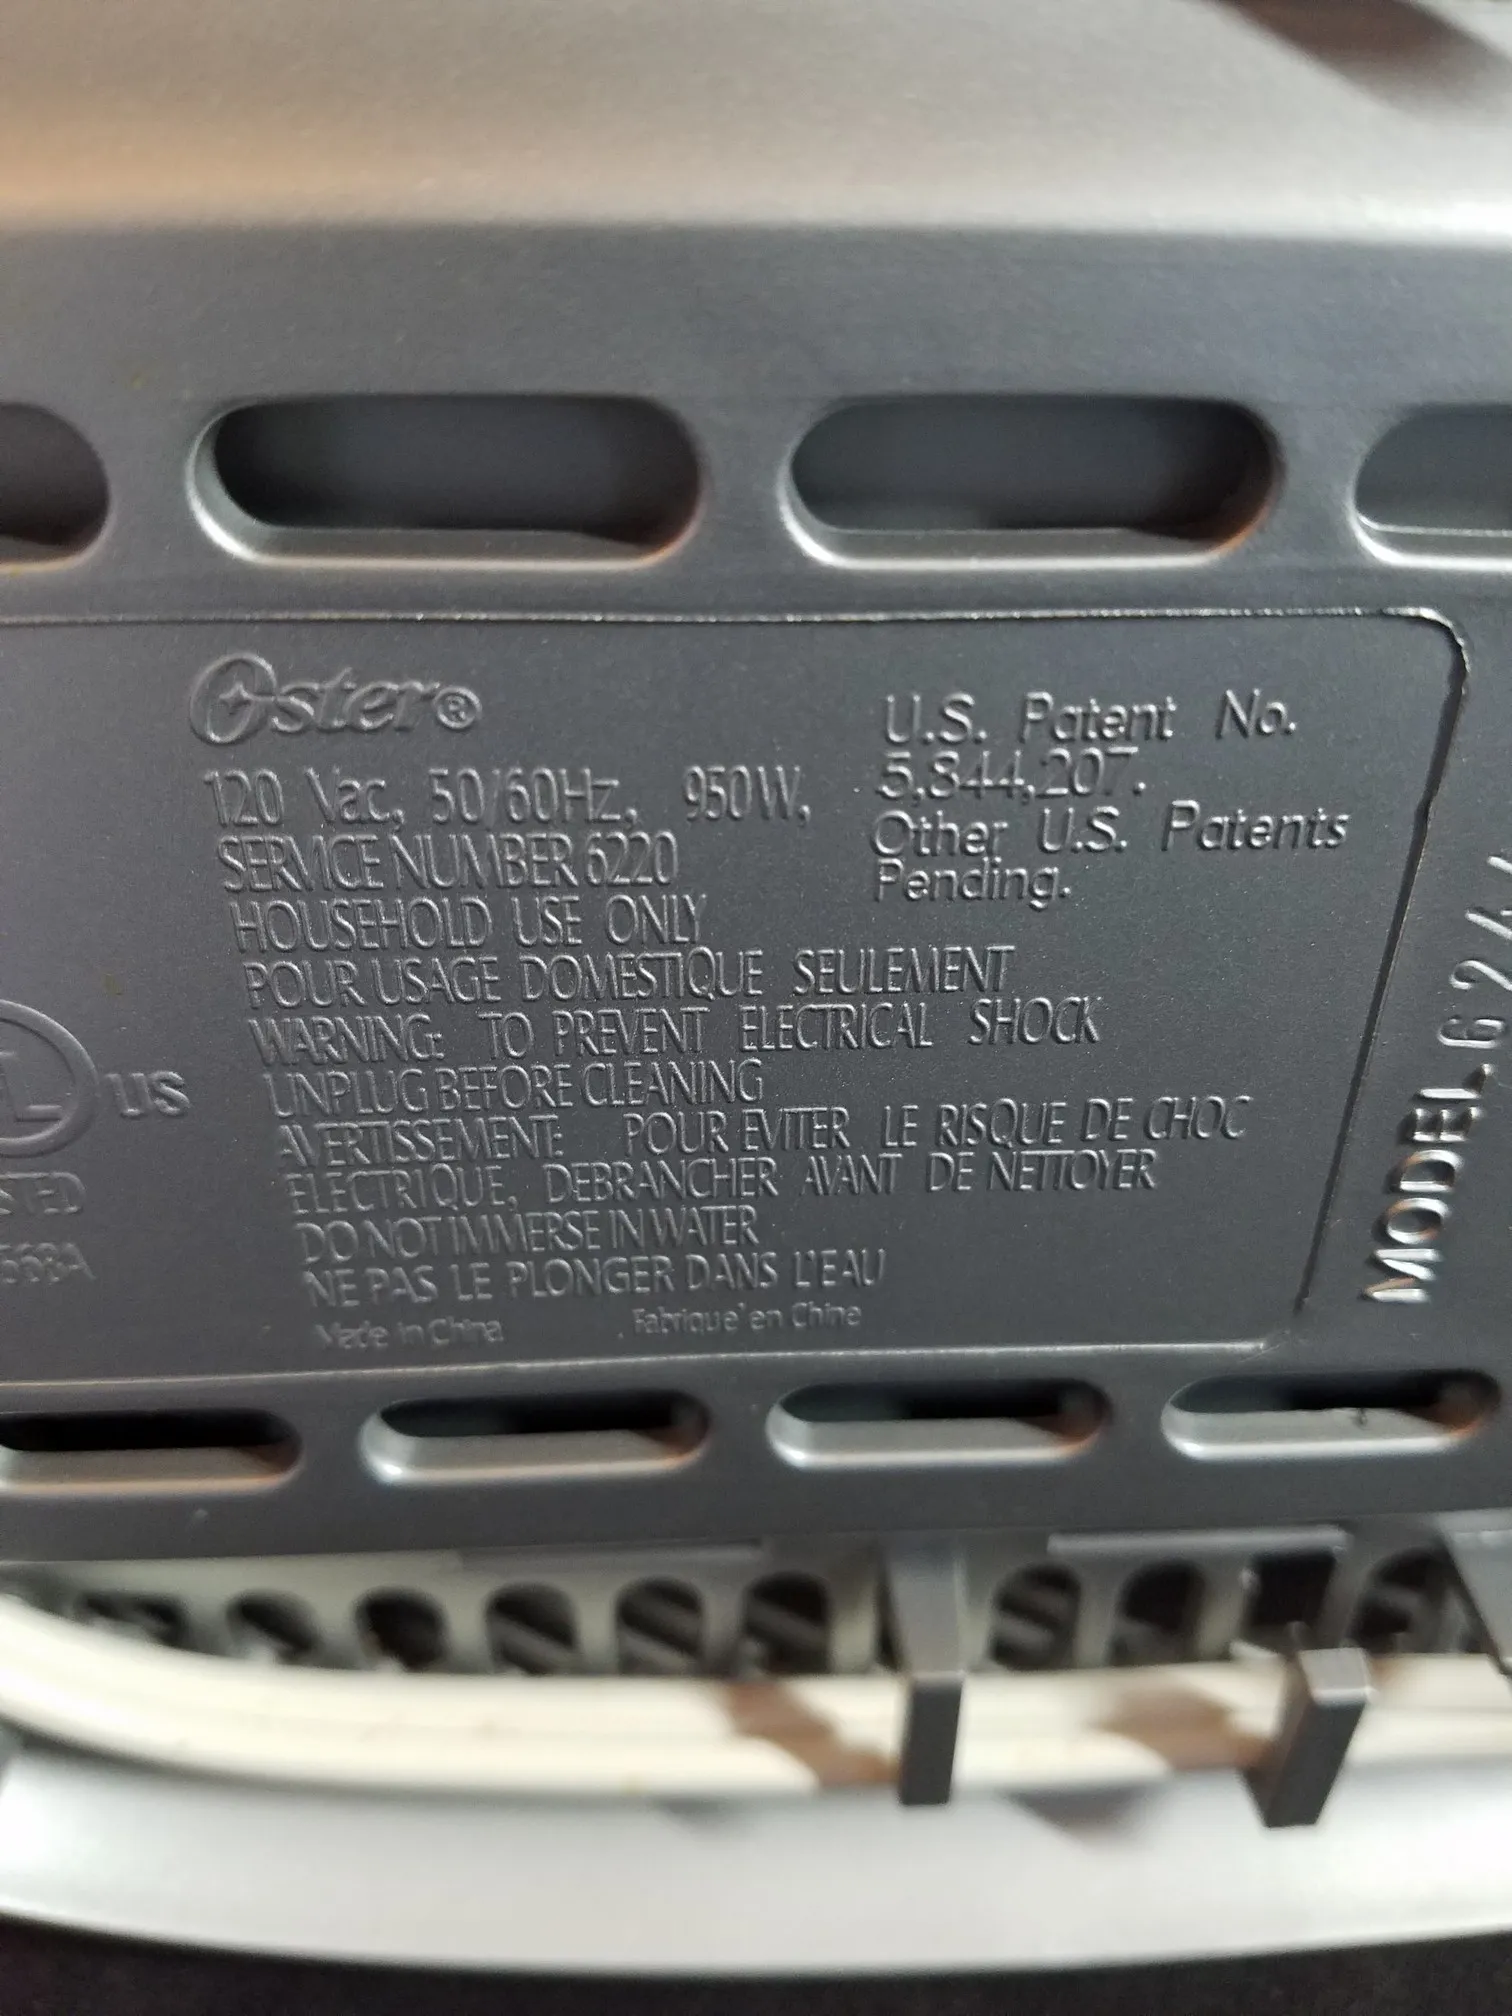 Oster®
120 Vac, 50/60Hz, 950W,
SERVICE NUMBER 6220
HOUSEHOLD USE ONLY
POUR USAGE DOMESTIQUE SEULEMENT
WARNING: TO PREVENT ELECTRICAL SHOCK
UNPLUG BEFORE CLEANING
AVERTISSEMENT: POUR EVITER LE RISQUE DE CHOC
ELECTRIQUE, DEBRANCHER AVANT DE NETTOYER
DO NOT IMMERSE IN WATER
NE PAS LE PLONGER DANS L'EAU
Made in China Fabrique' en Chine
U.S. Patent No.
5,844,207.
Other U.S. Patents
Pending.
L US
STED
568A
MODEL-624